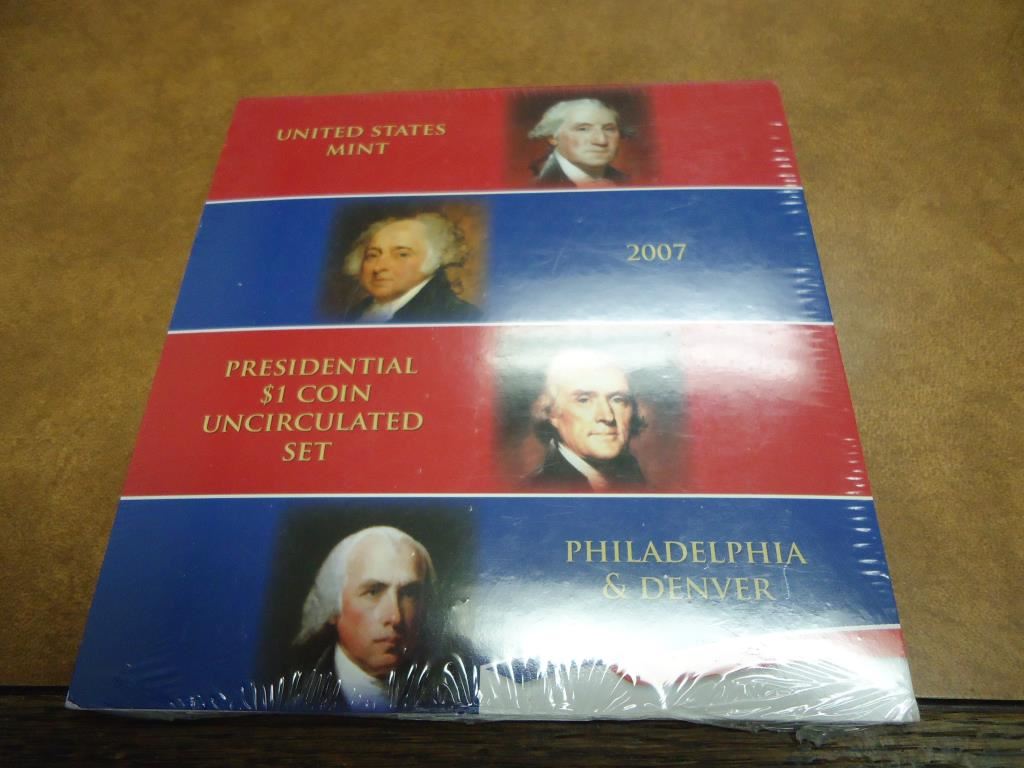 UNITED STATES
MINT
2007
PRESIDENTIAL
$1 COIN
UNCIRCULATED
SET
PHILADELPHIA
& DENVER